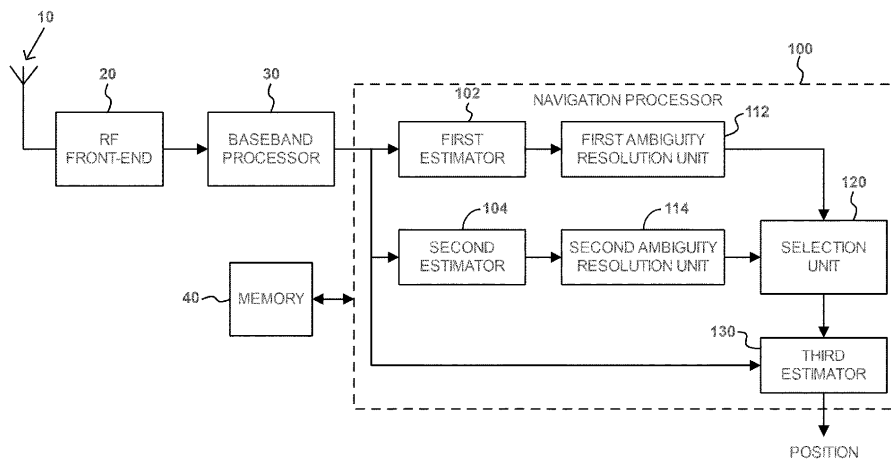 10
20
RF
FRONT-END
30
BASEBAND
PROCESSOR
100
NAVIGATION PROCESSOR
102
FIRST
ESTIMATOR
112
FIRST AMBIGUITY
RESOLUTION UNIT
104
SECOND
ESTIMATOR
114
SECOND AMBIGUITY
RESOLUTION UNIT
120
SELECTION
UNIT
40
MEMORY
130
THIRD
ESTIMATOR
POSITION